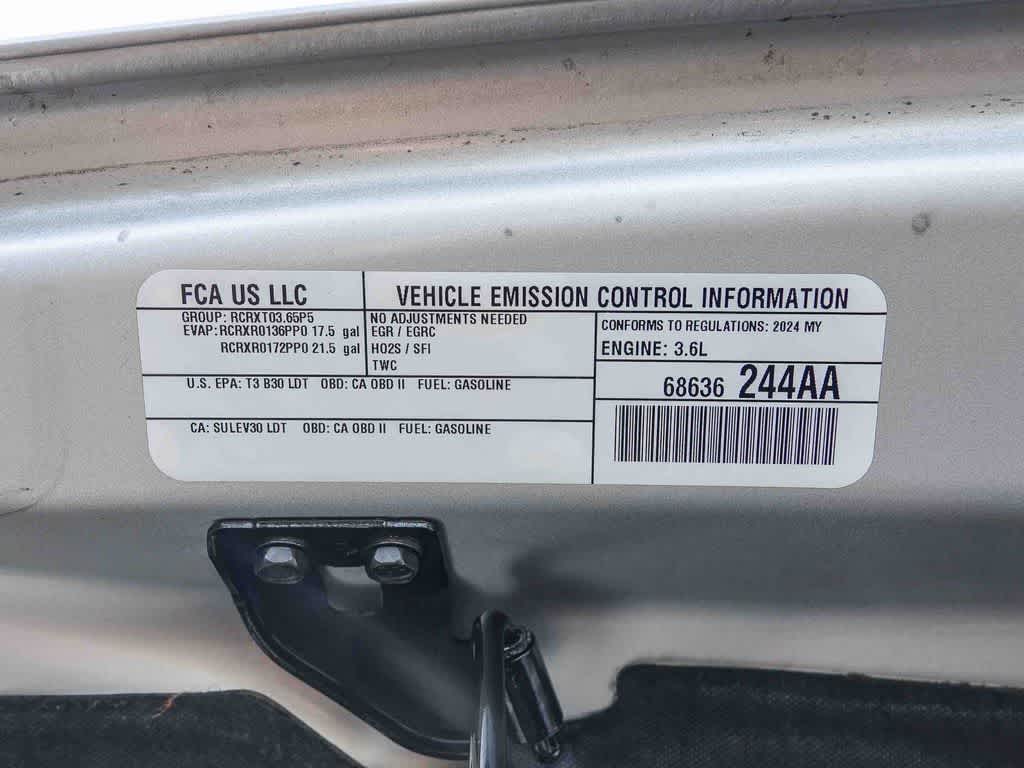 FCA US LLC
VEHICLE EMISSION CONTROL INFORMATION
GROUP: RCRXT03.65P5
EVAP: RCRXR0136PP0 17.5 gal
RCRXR0172PP0 21.5 gal
NO ADJUSTMENTS NEEDED
EGR / EGRC
HO2S / SFI
TWC
CONFORMS TO REGULATIONS: 2024 MY
ENGINE: 3.6L
U.S. EPA: T3 B30 LDT OBD: CA OBD II FUEL: GASOLINE
68636 244AA
CA: SULEV30 LDT OBD: CA OBD II FUEL: GASOLINE